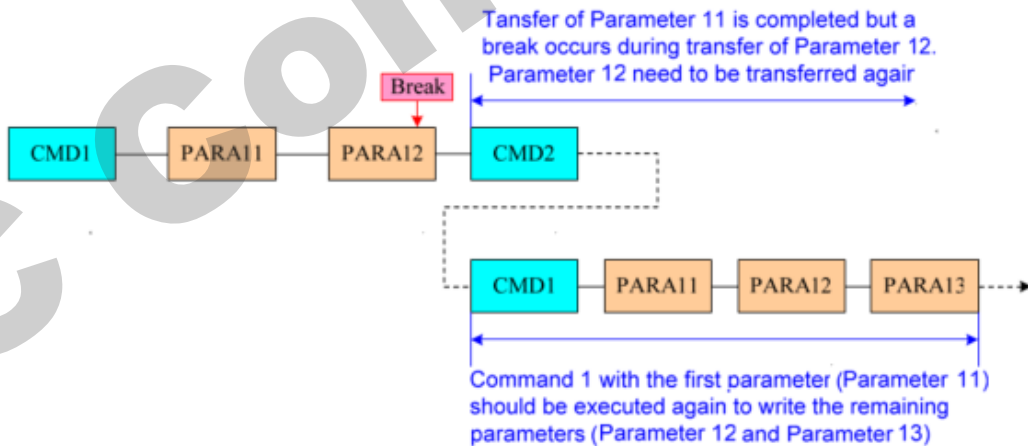 Tansfer of Parameter 11 is completed but a
break occurs during transfer of Parameter 12.
Parameter 12 need to be transferred agair
Break
CMD1
PARA11
PARA12
CMD2
CMD1
PARA11
PARA12
PARA13
Command 1 with the first parameter (Parameter 11)
should be executed again to write the remaining
parameters (Parameter 12 and Parameter 13)